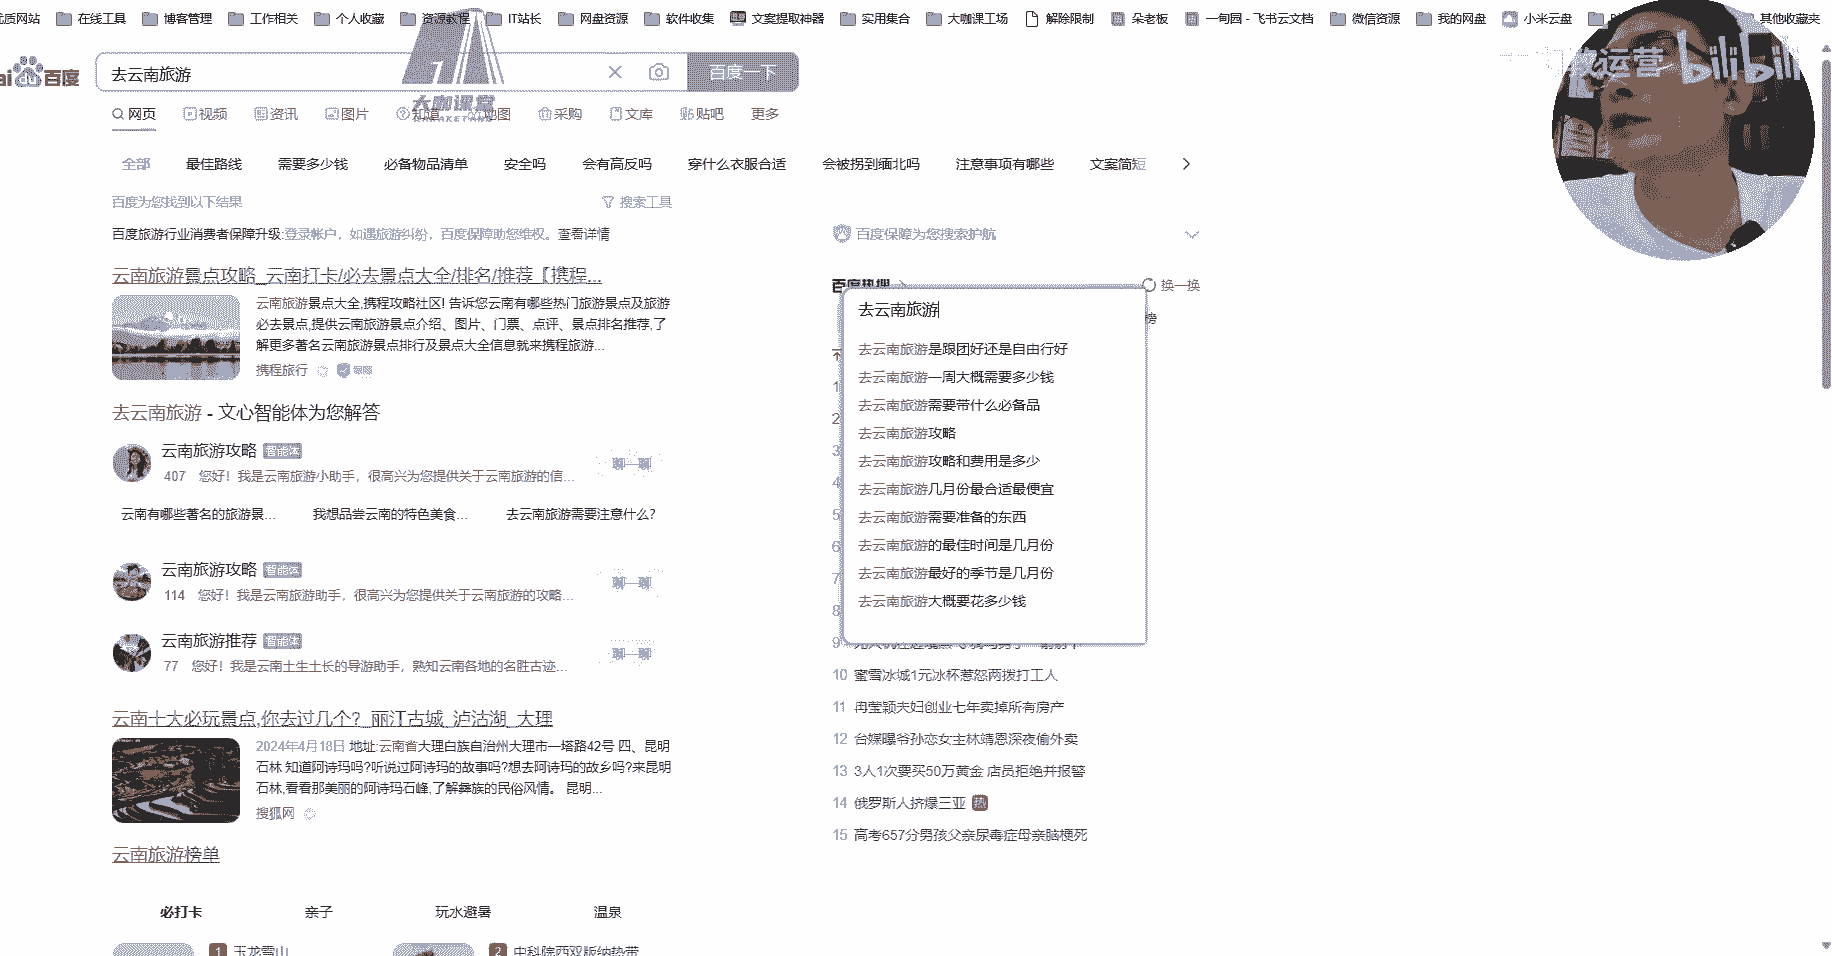 优质网站 在线工具 博客管理 工作相关 个人收藏 资源教程 IT站长 网盘资源 软件收集 文案提取神器 实用集合 大咖课工场 解除限制 朵老板 一甸园 - 飞书云文档 微信资源 我的网盘 小米云盘 其他收藏夹
运营 bilibili
Bai du 百度 去云南旅游 百度一下
大咖课堂
DAKAKETANG
网页 视频 资讯 图片 知道 地图 采购 文库 贴吧 更多
全部 最佳路线 需要多少钱 必备物品清单 安全吗 会有高反吗 穿什么衣服合适 会被拐到缅北吗 注意事项有哪些 文案简短
百度为您找到以下结果 搜索工具
百度旅游行业消费者保障升级:登录帐户，如遇旅游纠纷，百度保障助您维权。查看详情
百度保障为您搜索护航
云南旅游景点攻略_云南打卡/必去景点大全/排名/推荐【携程...
云南旅游景点大全,携程攻略社区! 告诉您云南有哪些热门旅游景点及旅游
必去景点,提供云南旅游景点介绍、图片、门票、点评、景点排名推荐,了
解更多著名云南旅游景点排行及景点大全信息就来携程旅游...
携程旅行 保障
去云南旅游 - 文心智能体为您解答
云南旅游攻略 智能体
407 您好！我是云南旅游小助手，很高兴为您提供关于云南旅游的信...
聊一聊
云南有哪些著名的旅游景... 我想品尝云南的特色美食... 去云南旅游需要注意什么？
云南旅游攻略 智能体
114 您好！我是云南旅游助手，很高兴为您提供关于云南旅游的攻略...
聊一聊
云南旅游推荐 智能体
77 您好！我是云南土生土长的导游助手，熟知云南各地的名胜古迹...
聊一聊
云南十大必玩景点,你去过几个?_丽江古城_泸沽湖_大理
2024年4月18日 地址:云南省大理白族自治州大理市一塔路42号 四、昆明
石林 知道阿诗玛吗?听说过阿诗玛的故事吗?想去阿诗玛的故乡吗?来昆明
石林,看看那美丽的阿诗玛石峰,了解彝族的民俗风情。 昆明...
搜狐网
云南旅游榜单
必打卡 亲子 玩水避暑 温泉
1 玉龙雪山 2 中科院西双版纳热带
百度热搜 换一换
榜
去云南旅游
去云南旅游是跟团好还是自由行好
去云南旅游一周大概需要多少钱
去云南旅游需要带什么必备品
去云南旅游攻略
去云南旅游攻略和费用是多少
去云南旅游几月份最合适最便宜
去云南旅游需要准备的东西
去云南旅游的最佳时间是几月份
去云南旅游最好的季节是几月份
去云南旅游大概要花多少钱
1
2
3
4
5
6
7
8
9
10 蜜雪冰城1元冰杯惹怒两拨打工人
11 冉莹颖夫妇创业七年卖掉所有房产
12 台媒曝爷孙恋女主林靖恩深夜偷外卖
13 3人1次要买50万黄金 店员拒绝并报警
14 俄罗斯人挤爆三亚 热
15 高考657分男孩父亲尿毒症母亲脑梗死